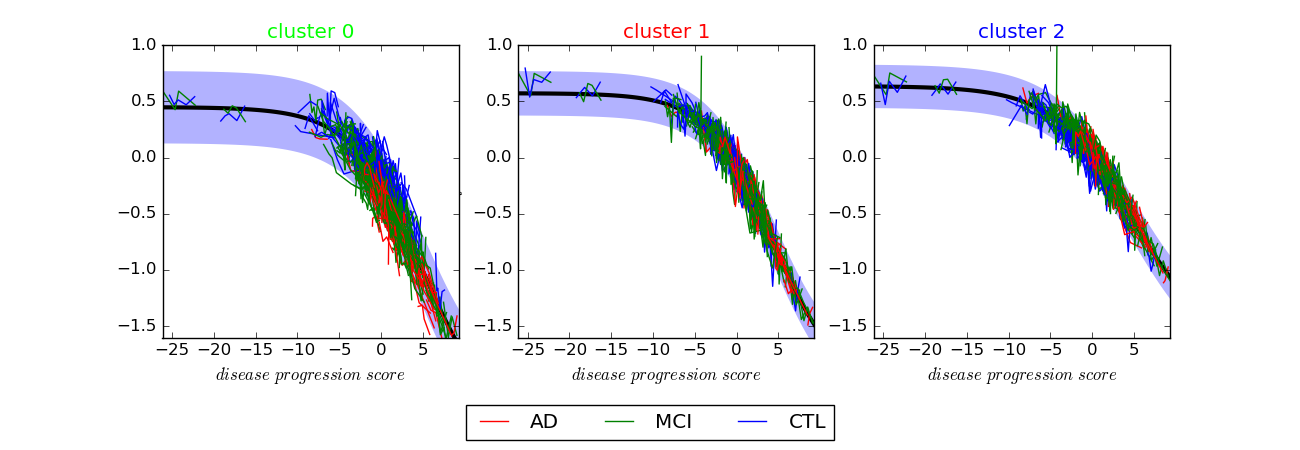 cluster 0 cluster 1 cluster 2
1.0 1.0 1.0
0.5 0.5 0.5
0.0 0.0 0.0
−0.5 −0.5 −0.5
−1.0 −1.0 −1.0
−1.5 −1.5 −1.5
−25 −20 −15 −10 −5 0 5 −25 −20 −15 −10 −5 0 5 −25 −20 −15 −10 −5 0 5
disease progression score disease progression score disease progression score
AD MCI CTL